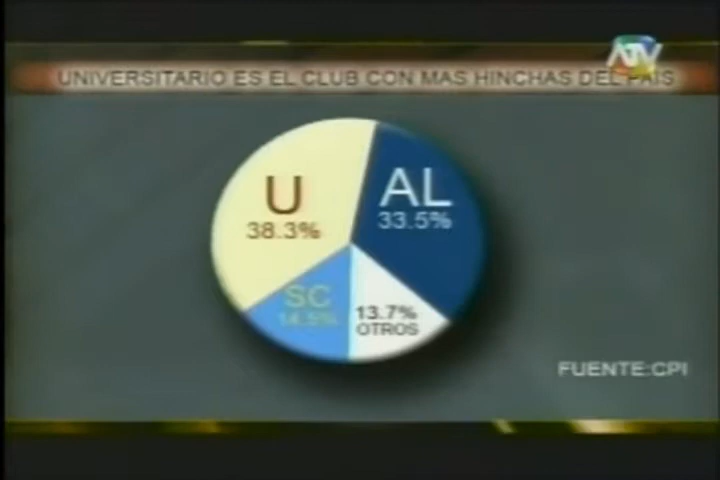 ATV
UNIVERSITARIO ES EL CLUB CON MAS HINCHAS DEL PAIS
U
38.3%
AL
33.5%
SC
14.5%
13.7%
OTROS
FUENTE:CPI